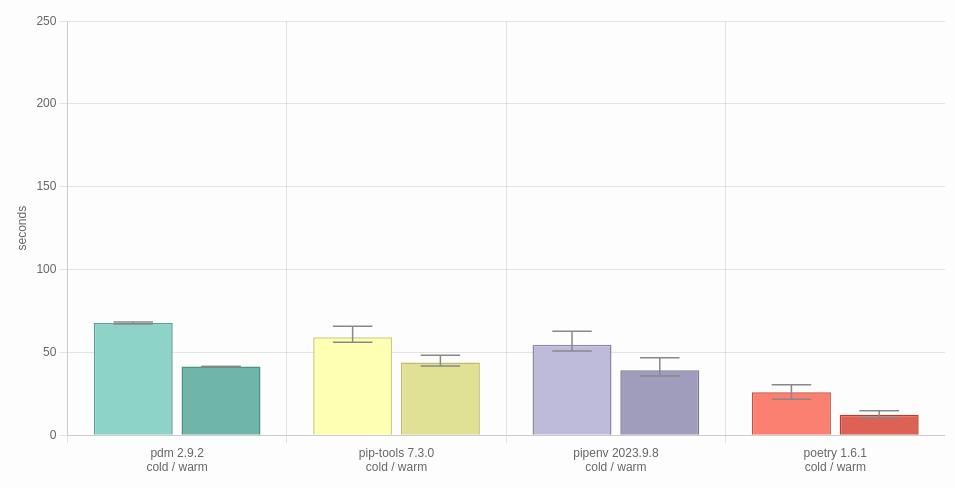 250
200
150
100
50
0
seconds
pdm 2.9.2
cold / warm
pip-tools 7.3.0
cold / warm
pipenv 2023.9.8
cold / warm
poetry 1.6.1
cold / warm